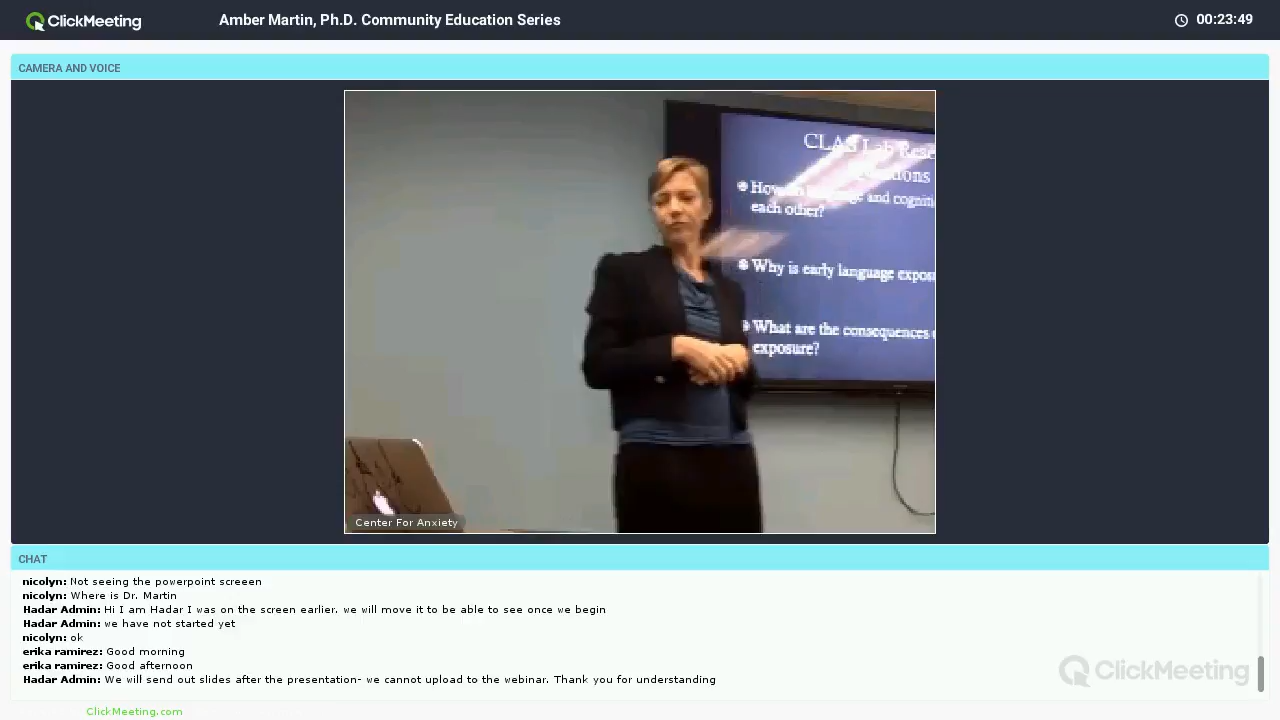 ClickMeeting
Amber Martin, Ph.D. Community Education Series
00:23:49
CAMERA AND VOICE
CLAS Lab
How and
each other?
Why is early language
What are the consequences
exposure?
Center For Anxiety
CHAT
nicolyn: Not seeing the powerpoint screeen
nicolyn: Where is Dr. Martin
Hadar Admin: Hi I am Hadar I was on the screen earlier. we will move it to be able to see once we begin
Hadar Admin: we have not started yet
nicolyn: ok
erika ramirez: Good morning
erika ramirez: Good afternoon
Hadar Admin: We will send out slides after the presentation- we cannot upload to the webinar. Thank you for understanding
ClickMeeting
ClickMeeting.com